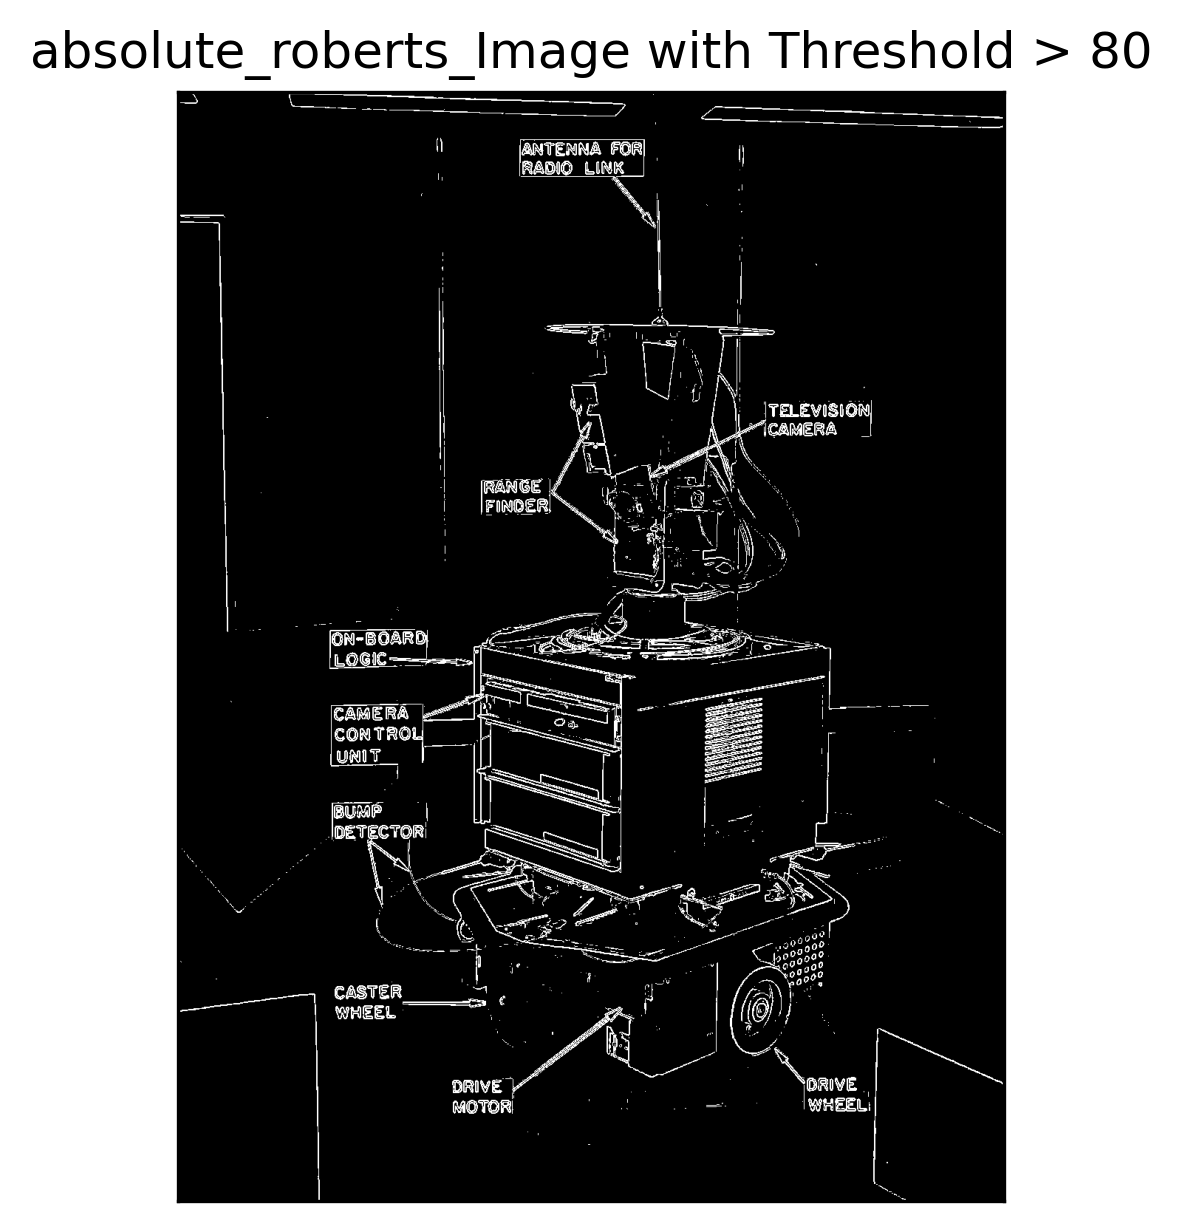 absolute_roberts_Image with Threshold > 80
ANTENNA FOR
RADIO LINK
TELEVISION
CAMERA
RANGE
FINDER
ON-BOARD
LOGIC
CAMERA
CONTROL
UNIT
BUMP
DETECTOR
CASTER
WHEEL
DRIVE
MOTOR
DRIVE
WHEEL